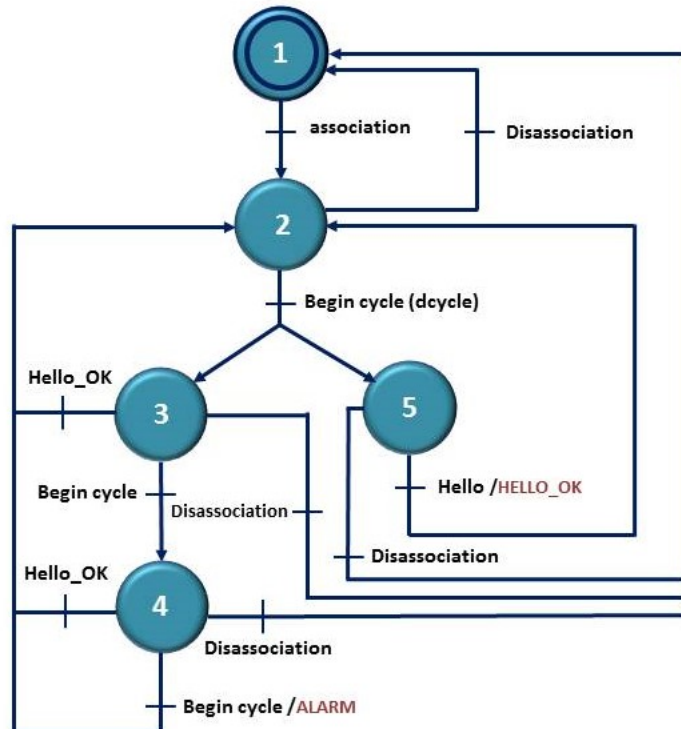 1
association
Disassociation
2
Begin cycle (dcycle)
Hello_OK
3
5
Begin cycle
Disassociation
Hello /HELLO_OK
Disassociation
Hello_OK
4
Disassociation
Begin cycle /ALARM